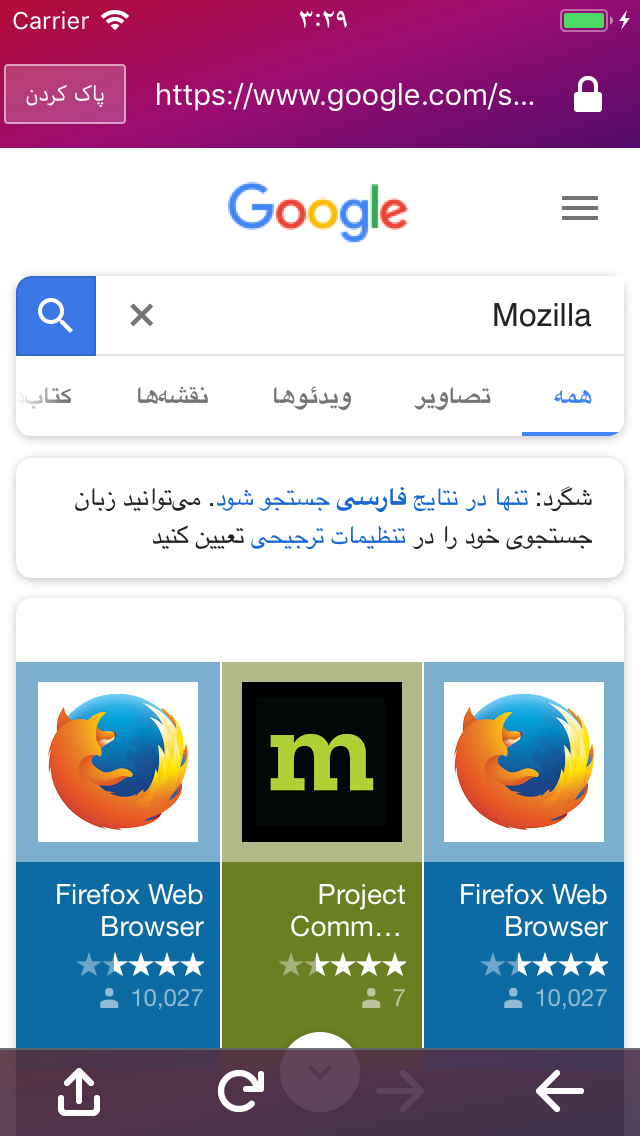 Carrier ۳:۲۹
https://www.google.com/s... پاک کردن
Google
Mozilla
همه تصاویر ویدئوها نقشه‌ها
شگرد: تنها در نتایج فارسی جستجو شود. می‌توانید زبان
جستجوی خود را در تنظیمات ترجیحی تعیین کنید
m
Firefox Web
Browser
10,027
Project
Comm...
7
Firefox Web
Browser
10,027